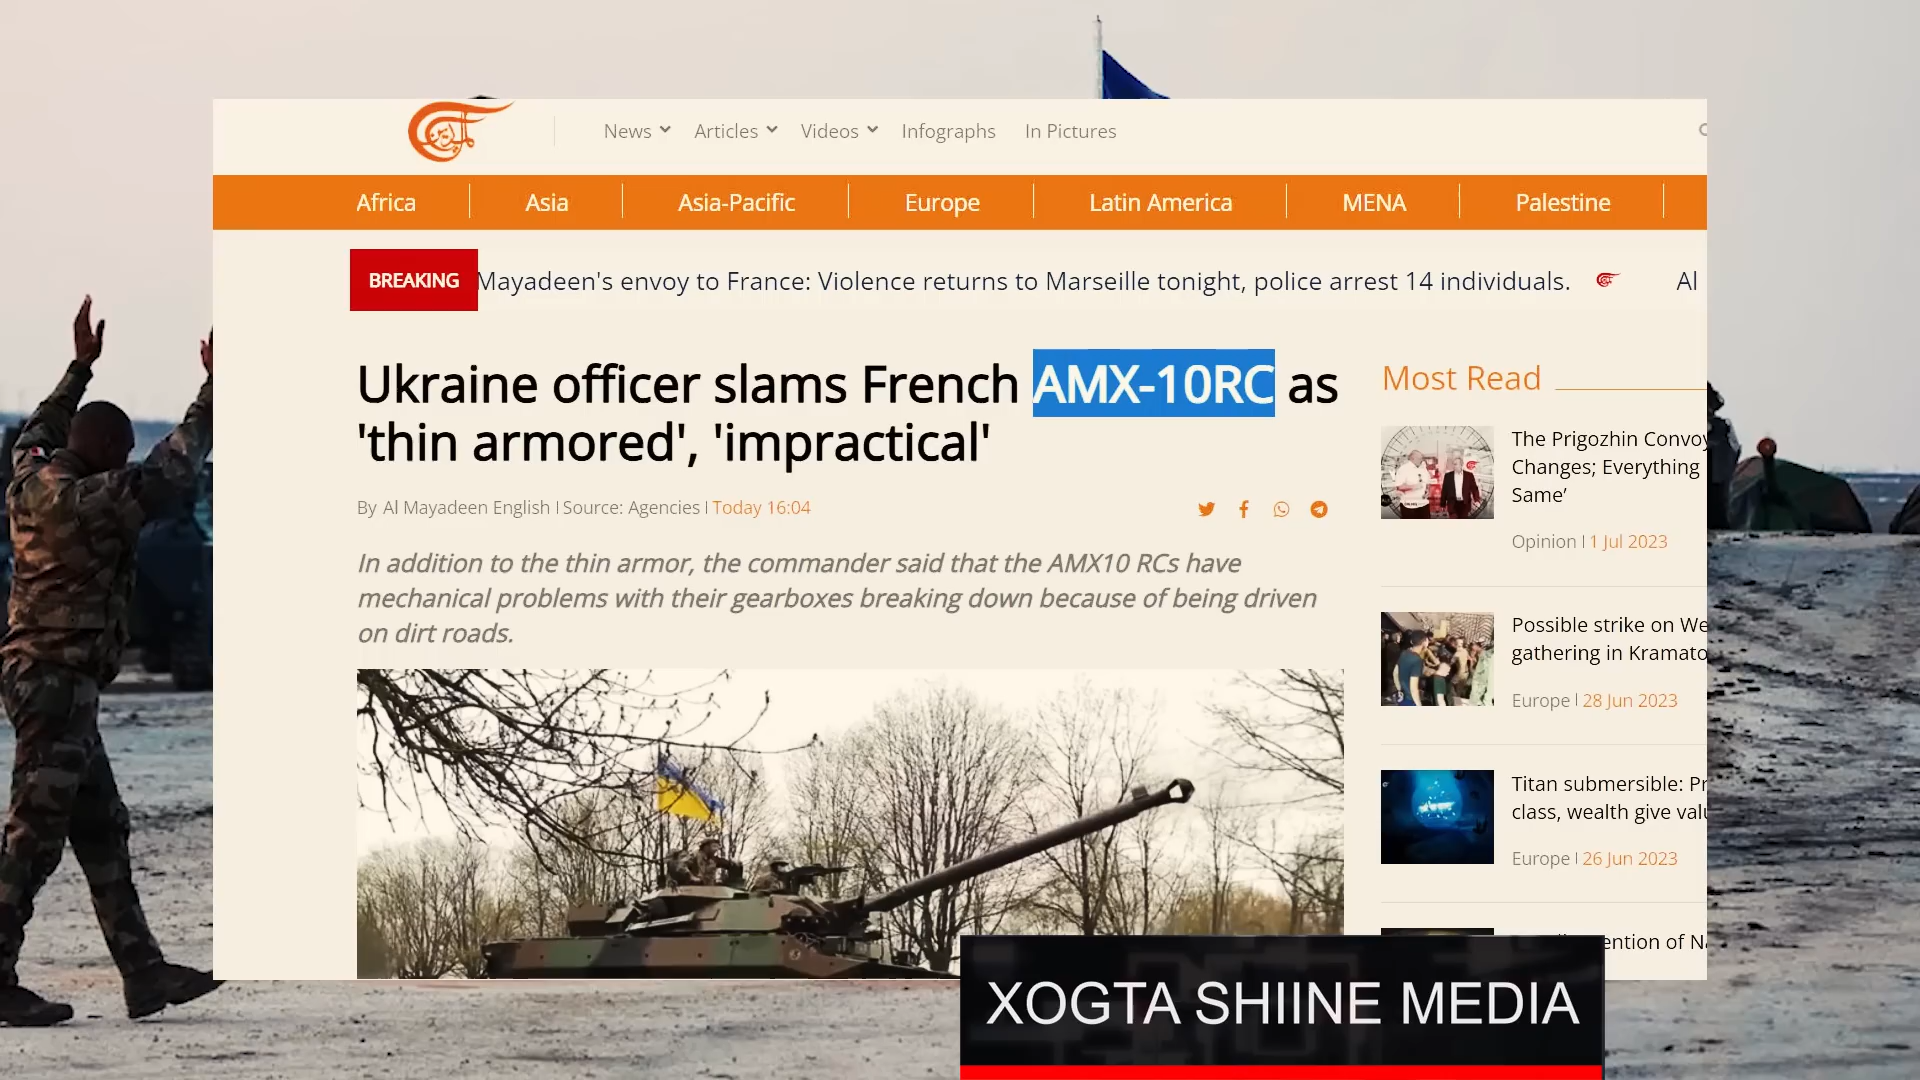 News
Articles
Videos
Infographs
In Pictures
Africa
Asia
Asia-Pacific
Europe
Latin America
MENA
Palestine
BREAKING
Mayadeen's envoy to France: Violence returns to Marseille tonight, police arrest 14 individuals.
Al
Ukraine officer slams French AMX-10RC as
'thin armored', 'impractical'
By Al Mayadeen English | Source: Agencies | Today 16:04
In addition to the thin armor, the commander said that the AMX10 RCs have
mechanical problems with their gearboxes breaking down because of being driven
on dirt roads.
Most Read
The Prigozhin Convoy
Changes; Everything
Same’
Opinion | 1 Jul 2023
Possible strike on We
gathering in Kramato
Europe | 28 Jun 2023
Titan submersible: Pr
class, wealth give valu
Europe | 26 Jun 2023
ention of Na
XOGTA SHIINE MEDIA